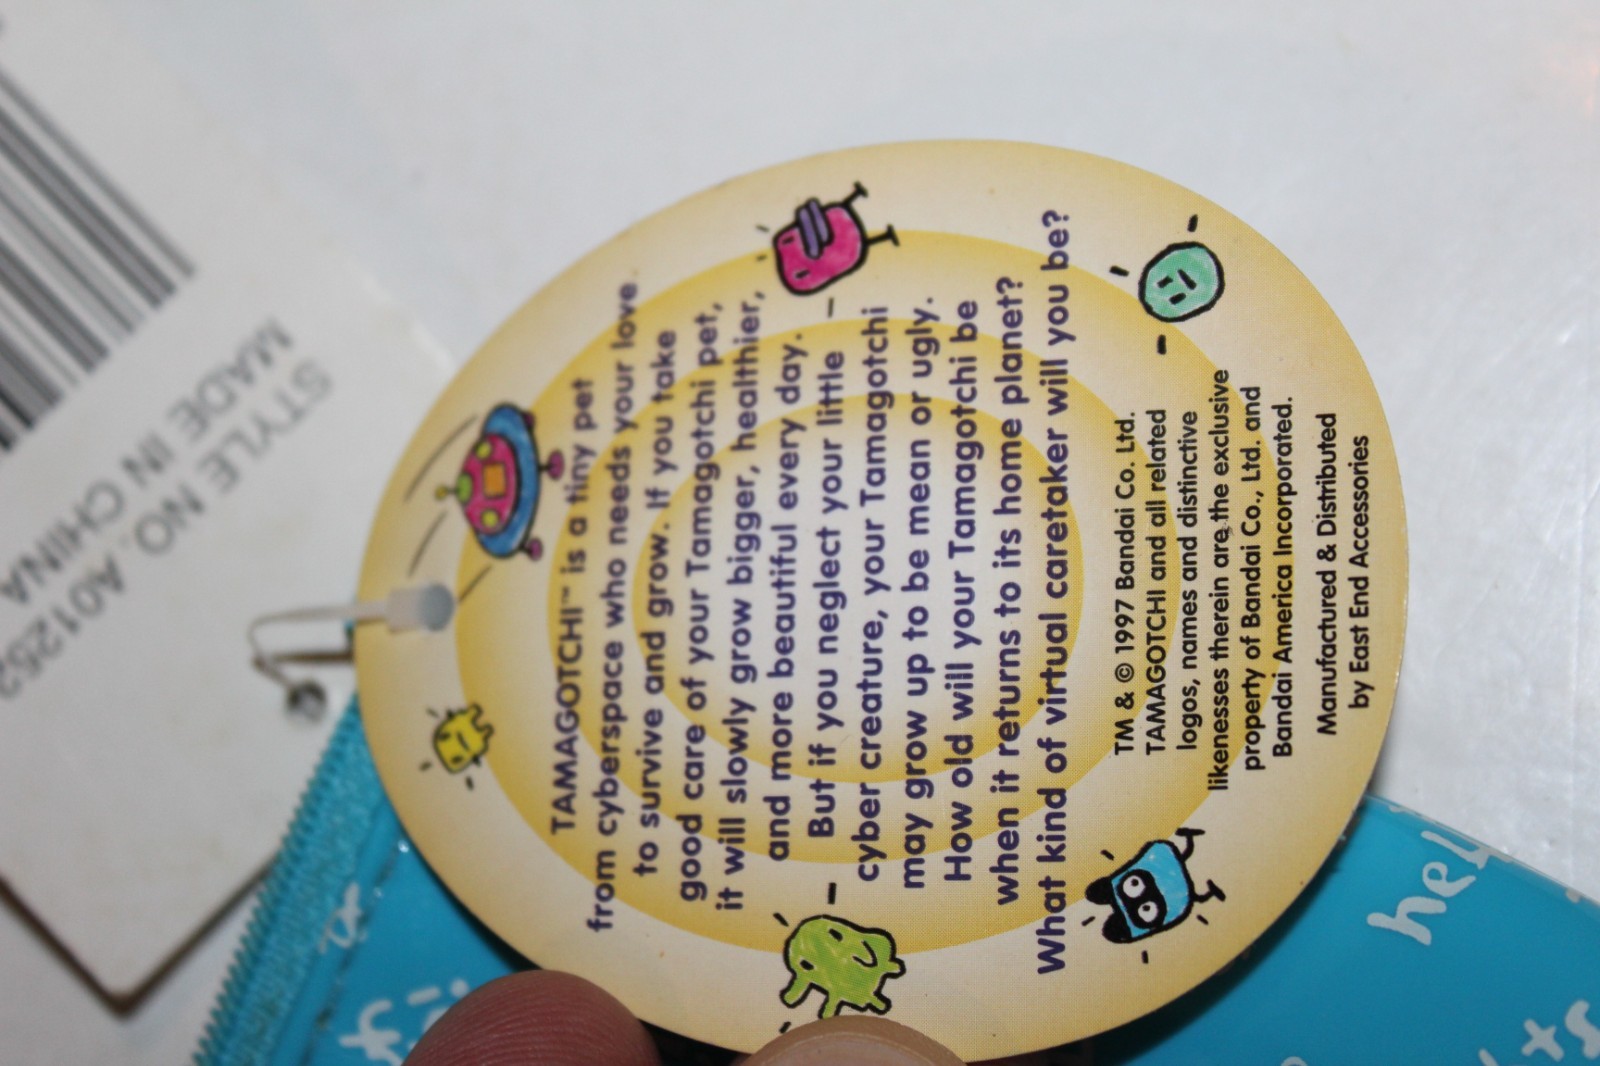 TAMAGOTCHI™ is a tiny pet
from cyberspace who needs your love
to survive and grow. If you take
good care of your Tamagotchi pet,
it will slowly grow bigger, healthier,
and more beautiful every day.
But if you neglect your little
cyber creature, your Tamagotchi
may grow up to be mean or ugly.
How old will your Tamagotchi be
when it returns to its home planet?
What kind of virtual caretaker will you be?
TM & © 1997 Bandai Co. Ltd.
TAMAGOTCHI and all related
logos, names and distinctive
likenesses therein are the exclusive
property of Bandai Co., Ltd. and
Bandai America Incorporated.
Manufactured & Distributed
by East End Accessories
STYLE NO. A01252
MADE IN CHINA